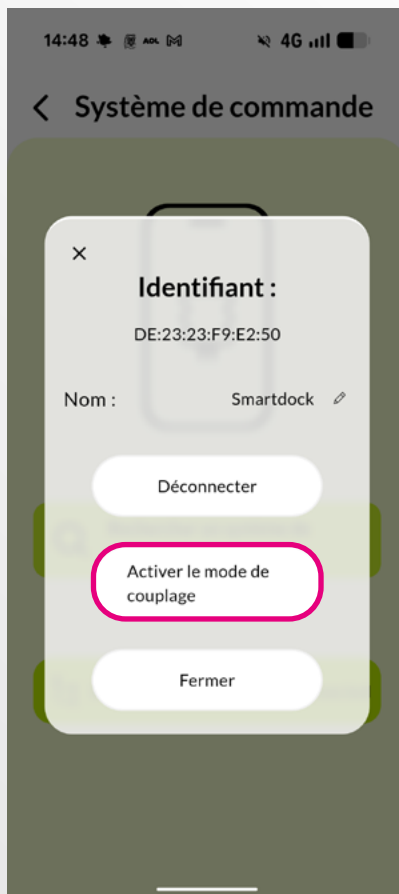 14:48 AOL 4G
Système de commande
Identifiant :
DE:23:23:F9:E2:50
Nom : Smartdock
Déconnecter
Activer le mode de
couplage
Fermer